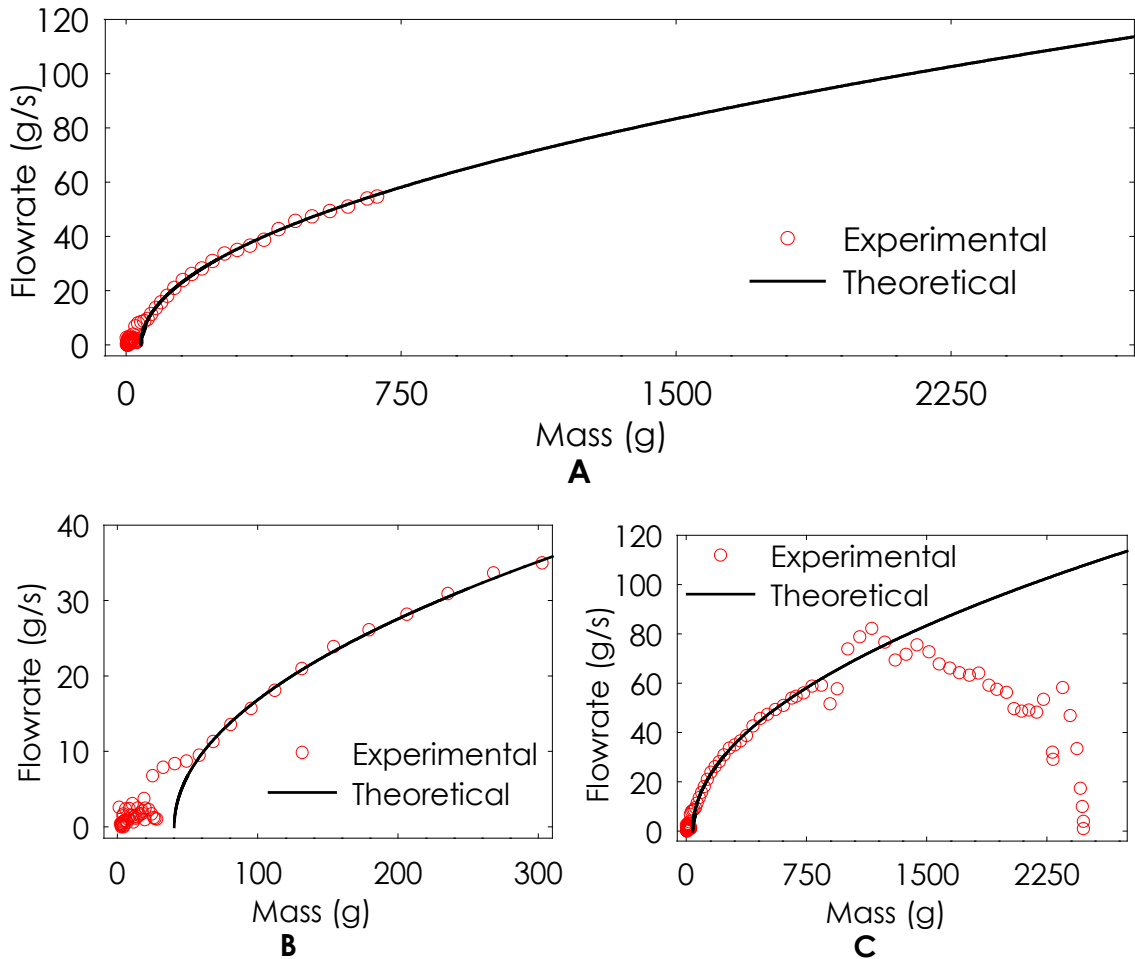 120
100
80
60
40
20
0
Flowrate (g/s)
Experimental
Theoretical
0 750 1500 2250
Mass (g)
A
40
30
20
10
0
Flowrate (g/s)
Experimental
Theoretical
0 100 200 300
Mass (g)
B
120
100
80
60
40
20
0
Flowrate (g/s)
Experimental
Theoretical
0 750 1500 2250
Mass (g)
C